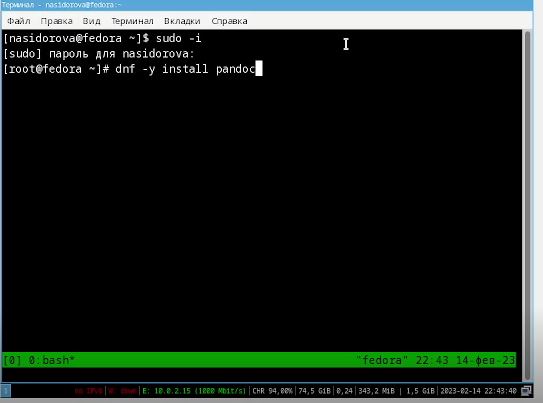 Терминал - nasidorova@fedora:~
Файл Правка Вид Терминал Вкладки Справка
[nasidorova@fedora ~]$ sudo -i
[sudo] пароль для nasidorova:
[root@fedora ~]# dnf -y install pandoc
[0] 0:bash* "fedora" 22:43 14-фев-23
1 no IPv6 W: down E: 10.0.2.15 (1000 Mbit/s) CHR 94,00% 74,5 GiB 0,24 343,2 MiB | 1,5 GiB 2023-02-14 22:43:40